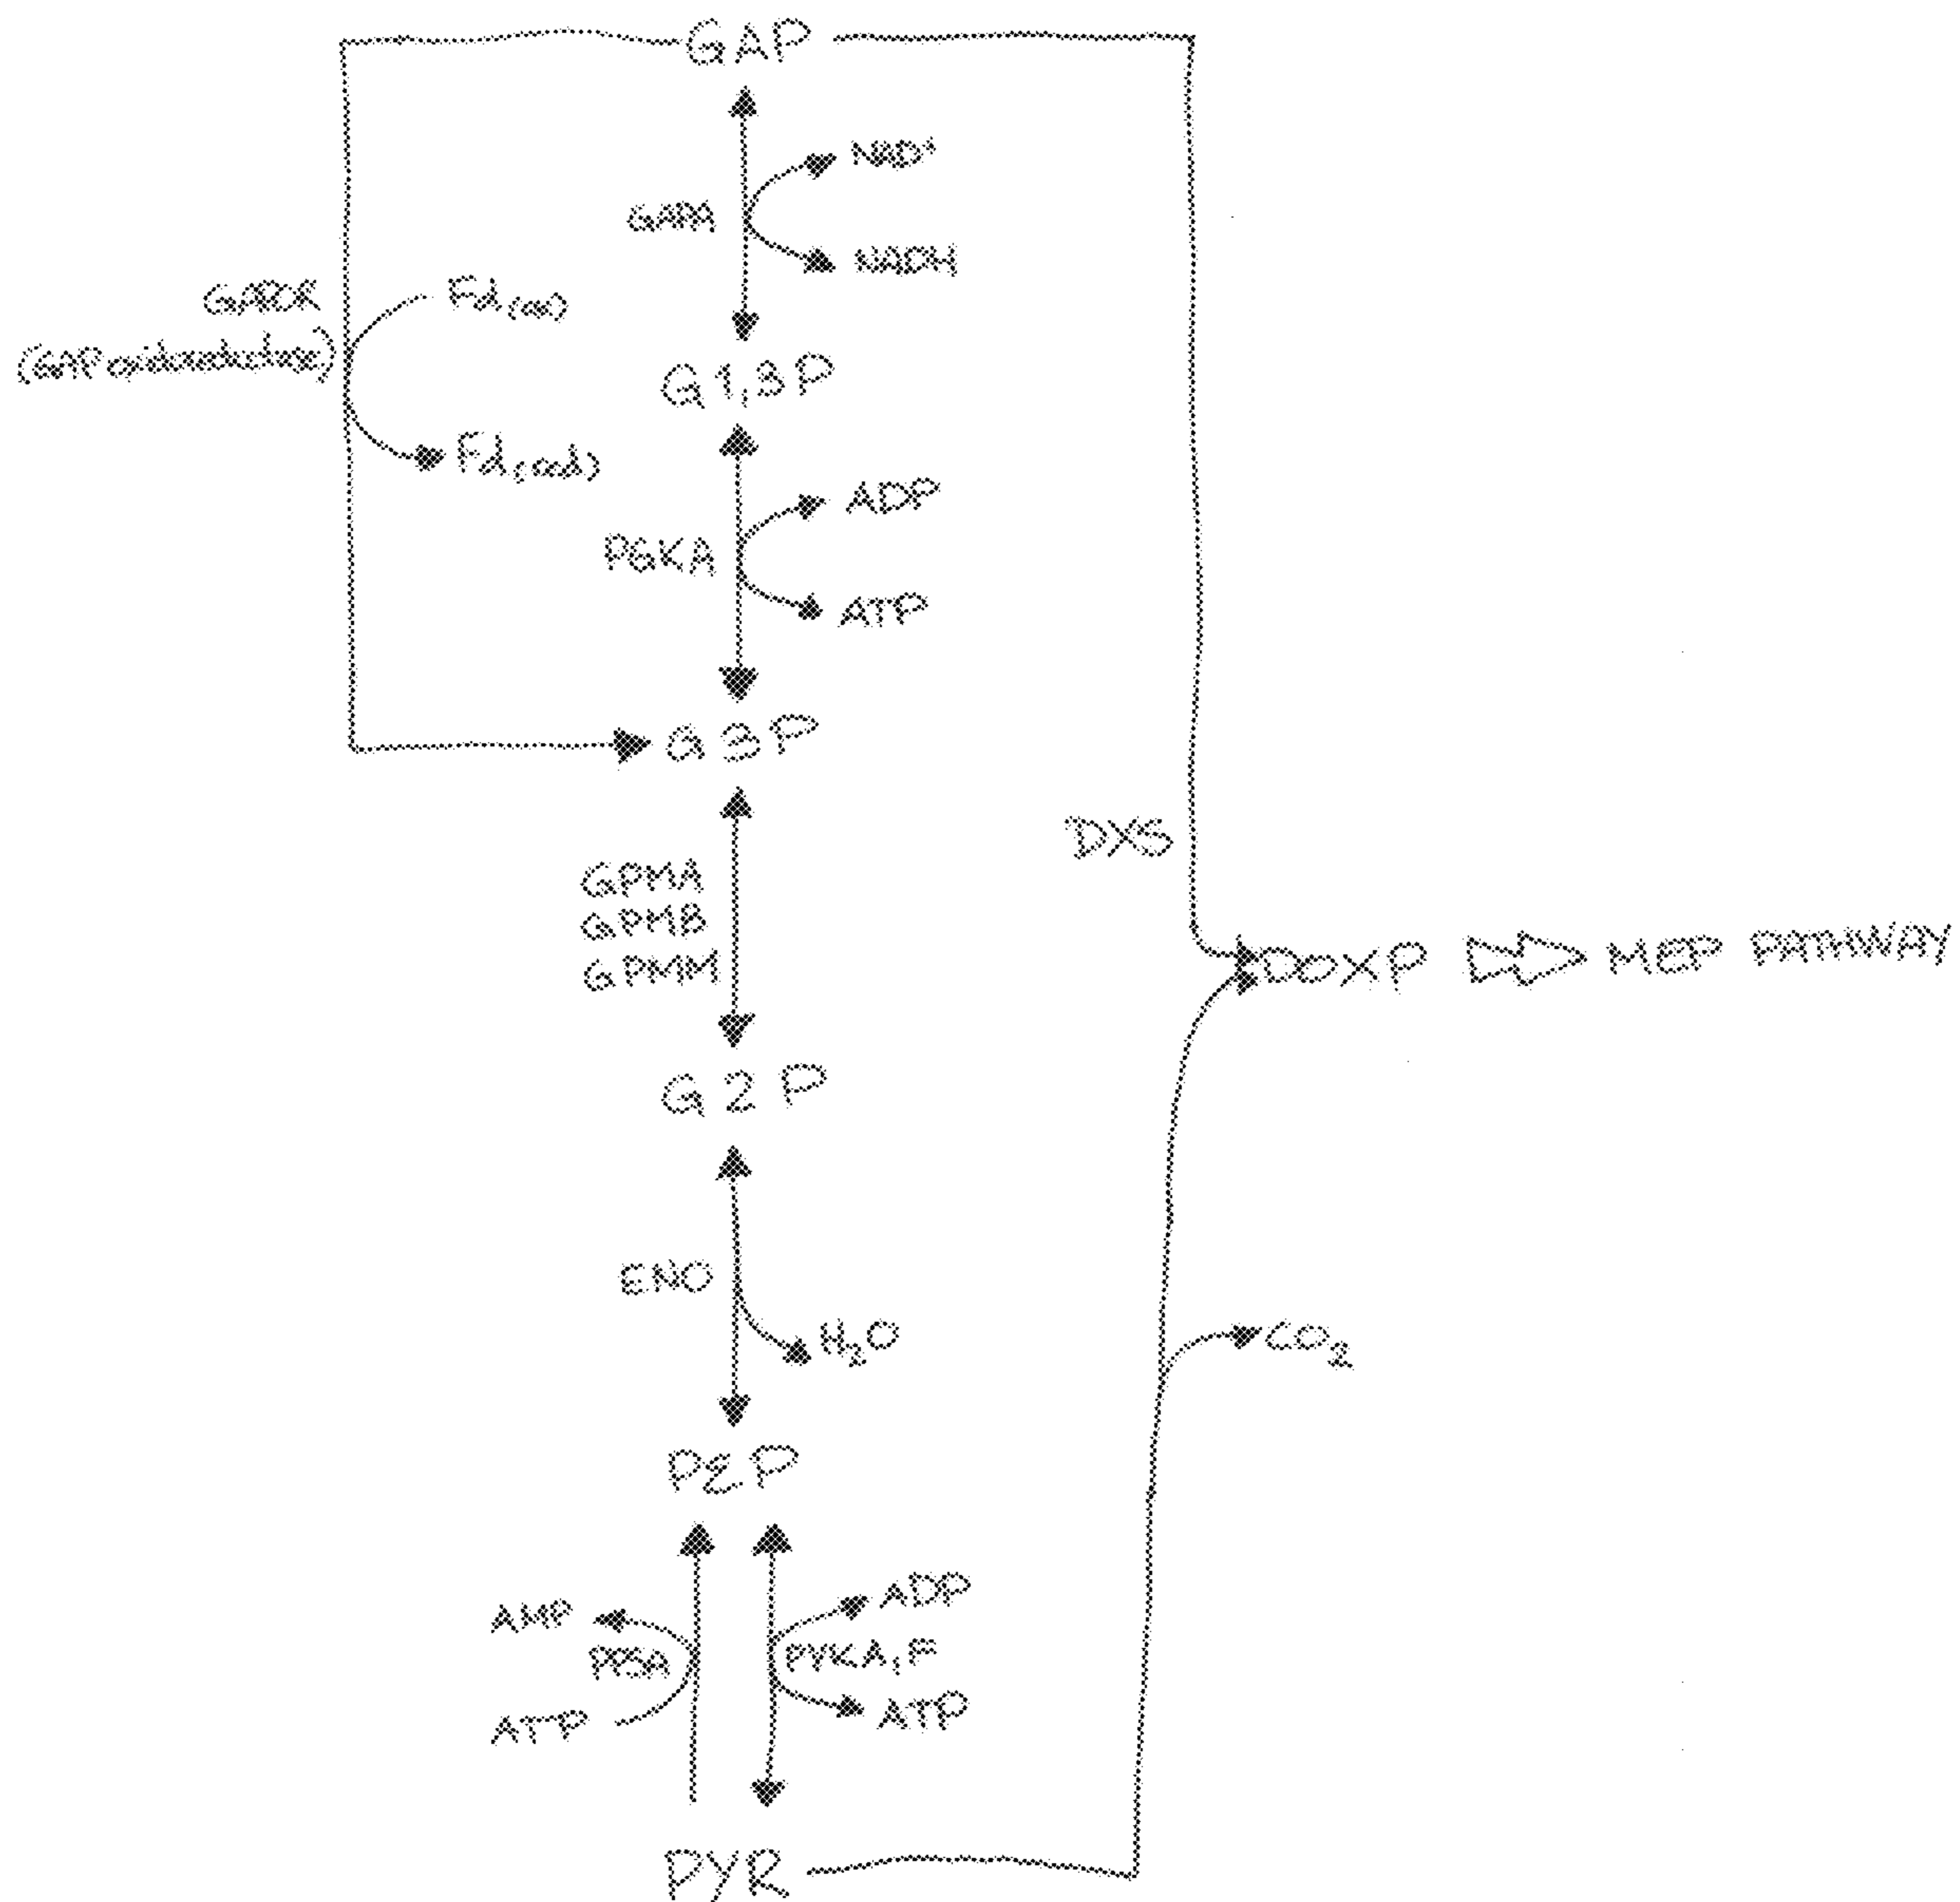 GAP
NAD+
GAPA
NADH
GAPOR
(GAP oxidoreductase)
Fd(ox)
G1,3P
Fd(red)
ADP
PGKA
ATP
G3P
GPMA
GPMB
GPMM
DXS
DOXP
MEP PATHWAY
G2P
ENO
H2O
CO2
PEP
AMP
ADP
PPSA
PYKA,F
ATP
ATP
PYR